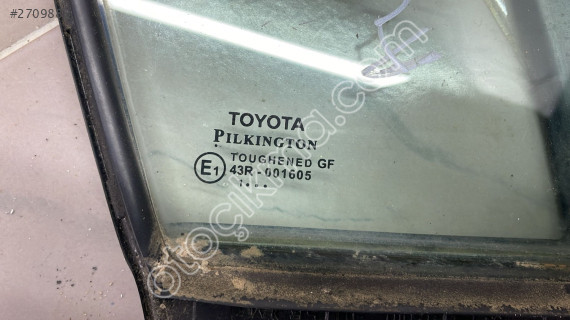 #27098
TOYOTA
PILKINGTON
TOUGHENED GF
E1 43R-001605
otoçıkma.com